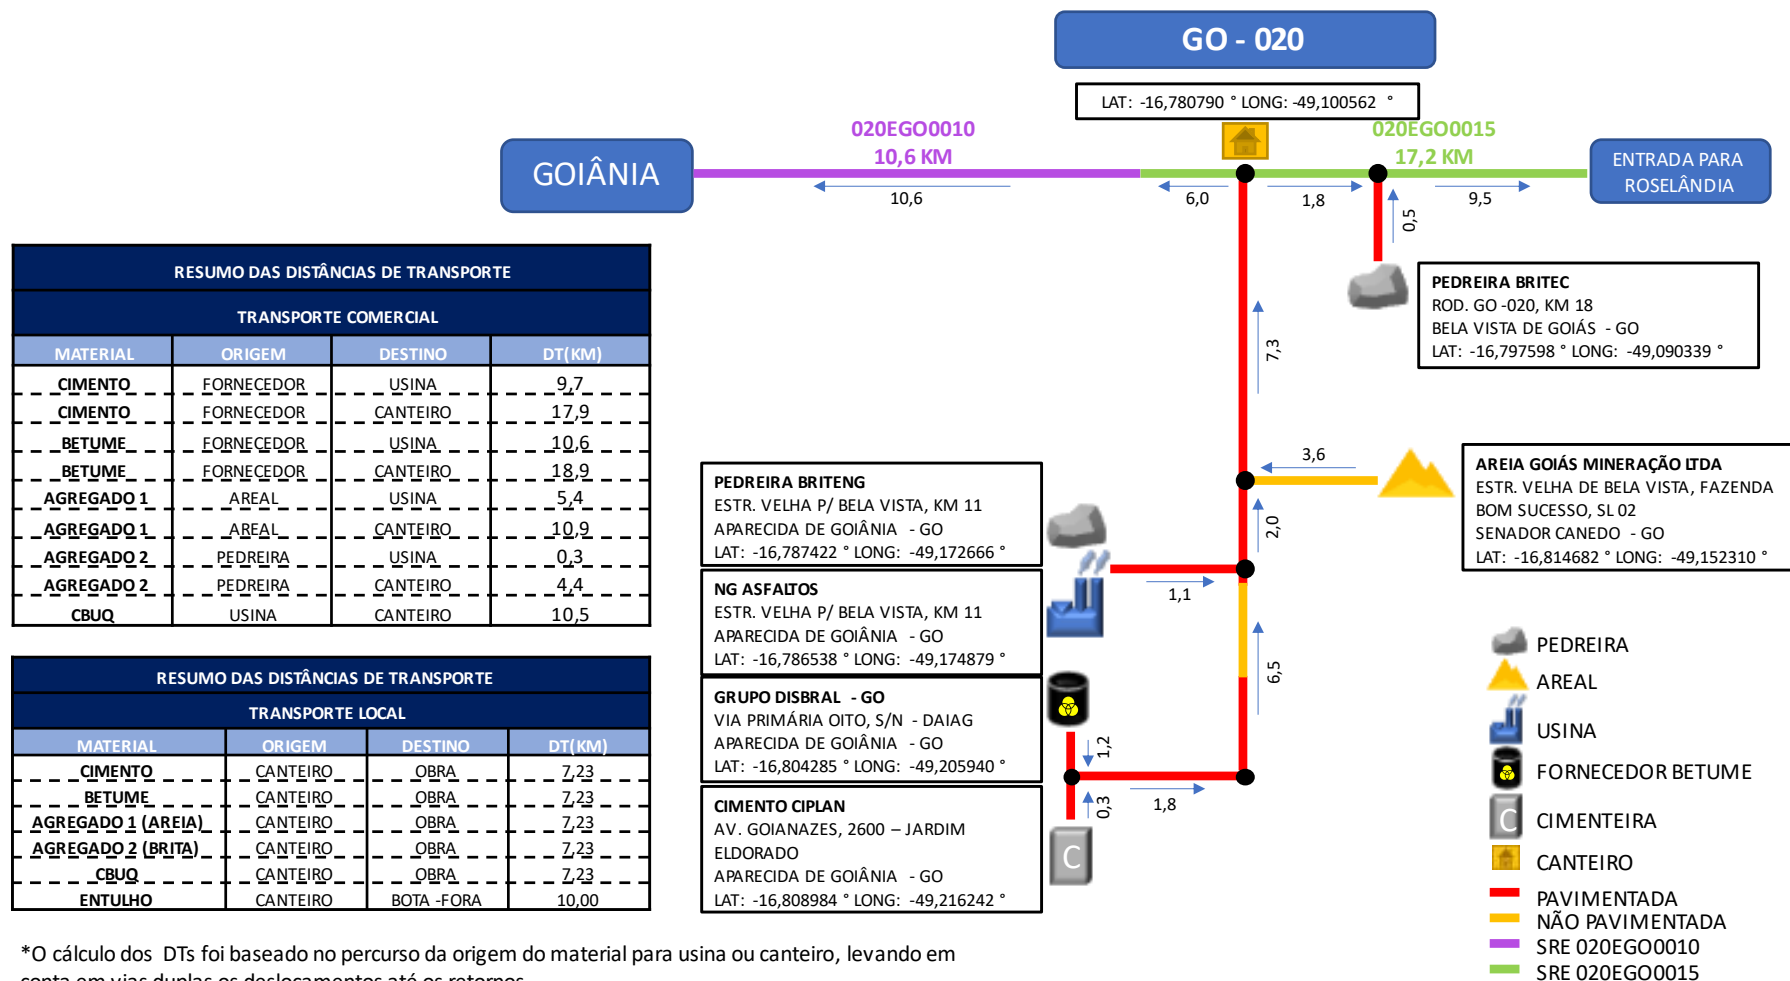 GO - 020
LAT: -16,780790 ° LONG: -49,100562 °
020EGO0010
10,6 KM
020EGO0015
17,2 KM
GOIÂNIA
ENTRADA PARA
ROSELÂNDIA
10,6
6,0
1,8
9,5
0,5
7,3
3,6
2,0
1,1
6,5
1,2
0,3
1,8
RESUMO DAS DISTÂNCIAS DE TRANSPORTE
TRANSPORTE COMERCIAL
MATERIAL ORIGEM DESTINO DT(KM)
CIMENTO FORNECEDOR USINA 9,7
CIMENTO FORNECEDOR CANTEIRO 17,9
BETUME FORNECEDOR USINA 10,6
BETUME FORNECEDOR CANTEIRO 18,9
AGREGADO 1 AREAL USINA 5,4
AGREGADO 1 AREAL CANTEIRO 10,9
AGREGADO 2 PEDREIRA USINA 0,3
AGREGADO 2 PEDREIRA CANTEIRO 4,4
CBUQ USINA CANTEIRO 10,5
RESUMO DAS DISTÂNCIAS DE TRANSPORTE
TRANSPORTE LOCAL
MATERIAL ORIGEM DESTINO DT(KM)
CIMENTO CANTEIRO OBRA 7,23
BETUME CANTEIRO OBRA 7,23
AGREGADO 1 (AREIA) CANTEIRO OBRA 7,23
AGREGADO 2 (BRITA) CANTEIRO OBRA 7,23
CBUQ CANTEIRO OBRA 7,23
ENTULHO CANTEIRO BOTA -FORA 10,00
PEDREIRA BRITEC
ROD. GO -020, KM 18
BELA VISTA DE GOIÁS - GO
LAT: -16,797598 ° LONG: -49,090339 °
AREIA GOIÁS MINERAÇÃO LTDA
ESTR. VELHA DE BELA VISTA, FAZENDA
BOM SUCESSO, SL 02
SENADOR CANEDO - GO
LAT: -16,814682 ° LONG: -49,152310 °
PEDREIRA BRITENG
ESTR. VELHA P/ BELA VISTA, KM 11
APARECIDA DE GOIÂNIA - GO
LAT: -16,787422 ° LONG: -49,172666 °
NG ASFALTOS
ESTR. VELHA P/ BELA VISTA, KM 11
APARECIDA DE GOIÂNIA - GO
LAT: -16,786538 ° LONG: -49,174879 °
GRUPO DISBRAL - GO
VIA PRIMÁRIA OITO, S/N - DAIAG
APARECIDA DE GOIÂNIA - GO
LAT: -16,804285 ° LONG: -49,205940 °
CIMENTO CIPLAN
AV. GOIANAZES, 2600 – JARDIM
ELDORADO
APARECIDA DE GOIÂNIA - GO
LAT: -16,808984 ° LONG: -49,216242 °
C
PEDREIRA
AREAL
USINA
FORNECEDOR BETUME
C CIMENTEIRA
CANTEIRO
PAVIMENTADA
NÃO PAVIMENTADA
SRE 020EGO0010
SRE 020EGO0015
*O cálculo dos DTs foi baseado no percurso da origem do material para usina ou canteiro, levando em
conta em vias duplas os deslocamentos até os retornos